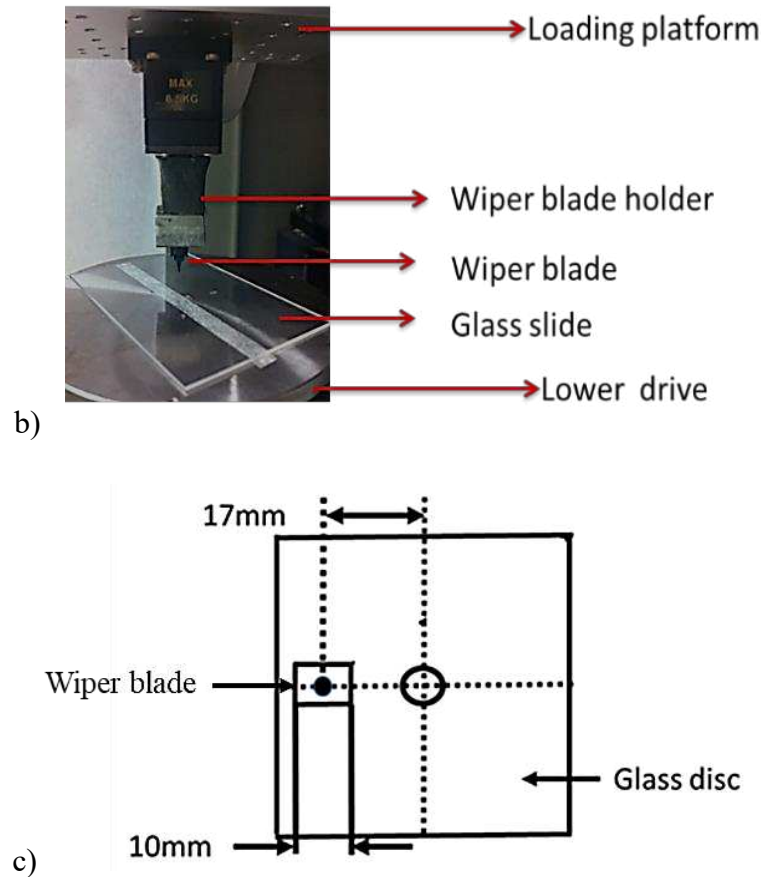 Loading platform
MAX
Wiper blade holder
Wiper blade
Glass slide
Lower drive
b)
17mm
Wiper blade
Glass disc
10mm
c)